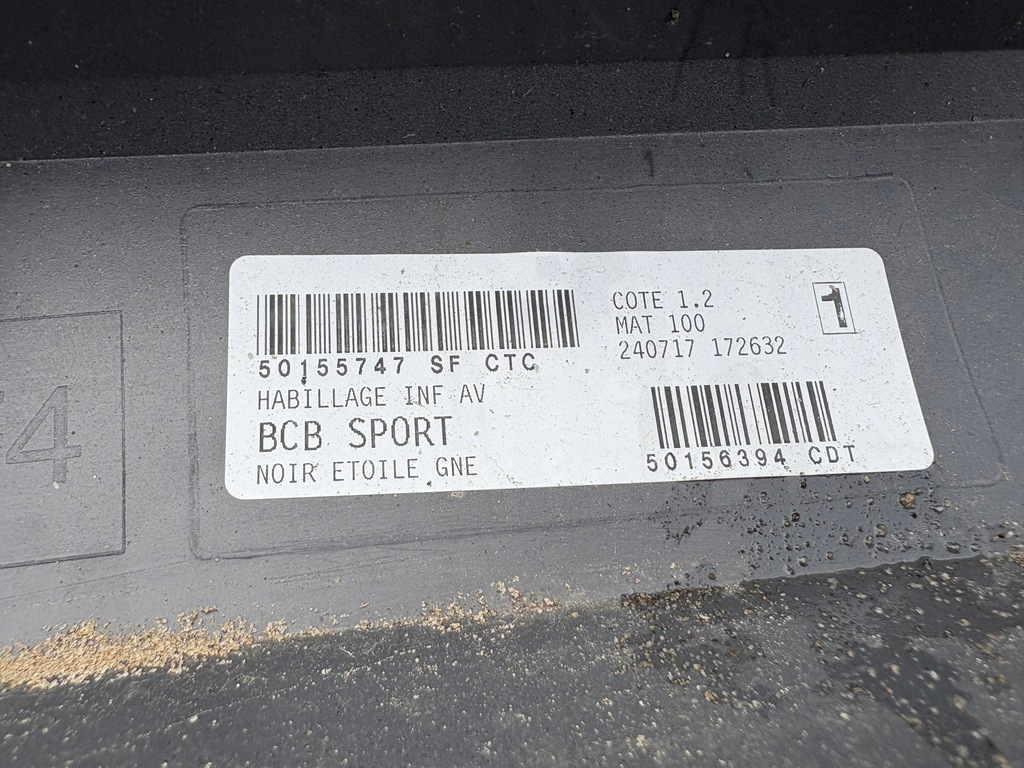 50155747 SF CTC
HABILLAGE INF AV
BCB SPORT
NOIR ETOILE GNE
COTE 1.2
MAT 100
240717 172632
1
50156394 CDT
4